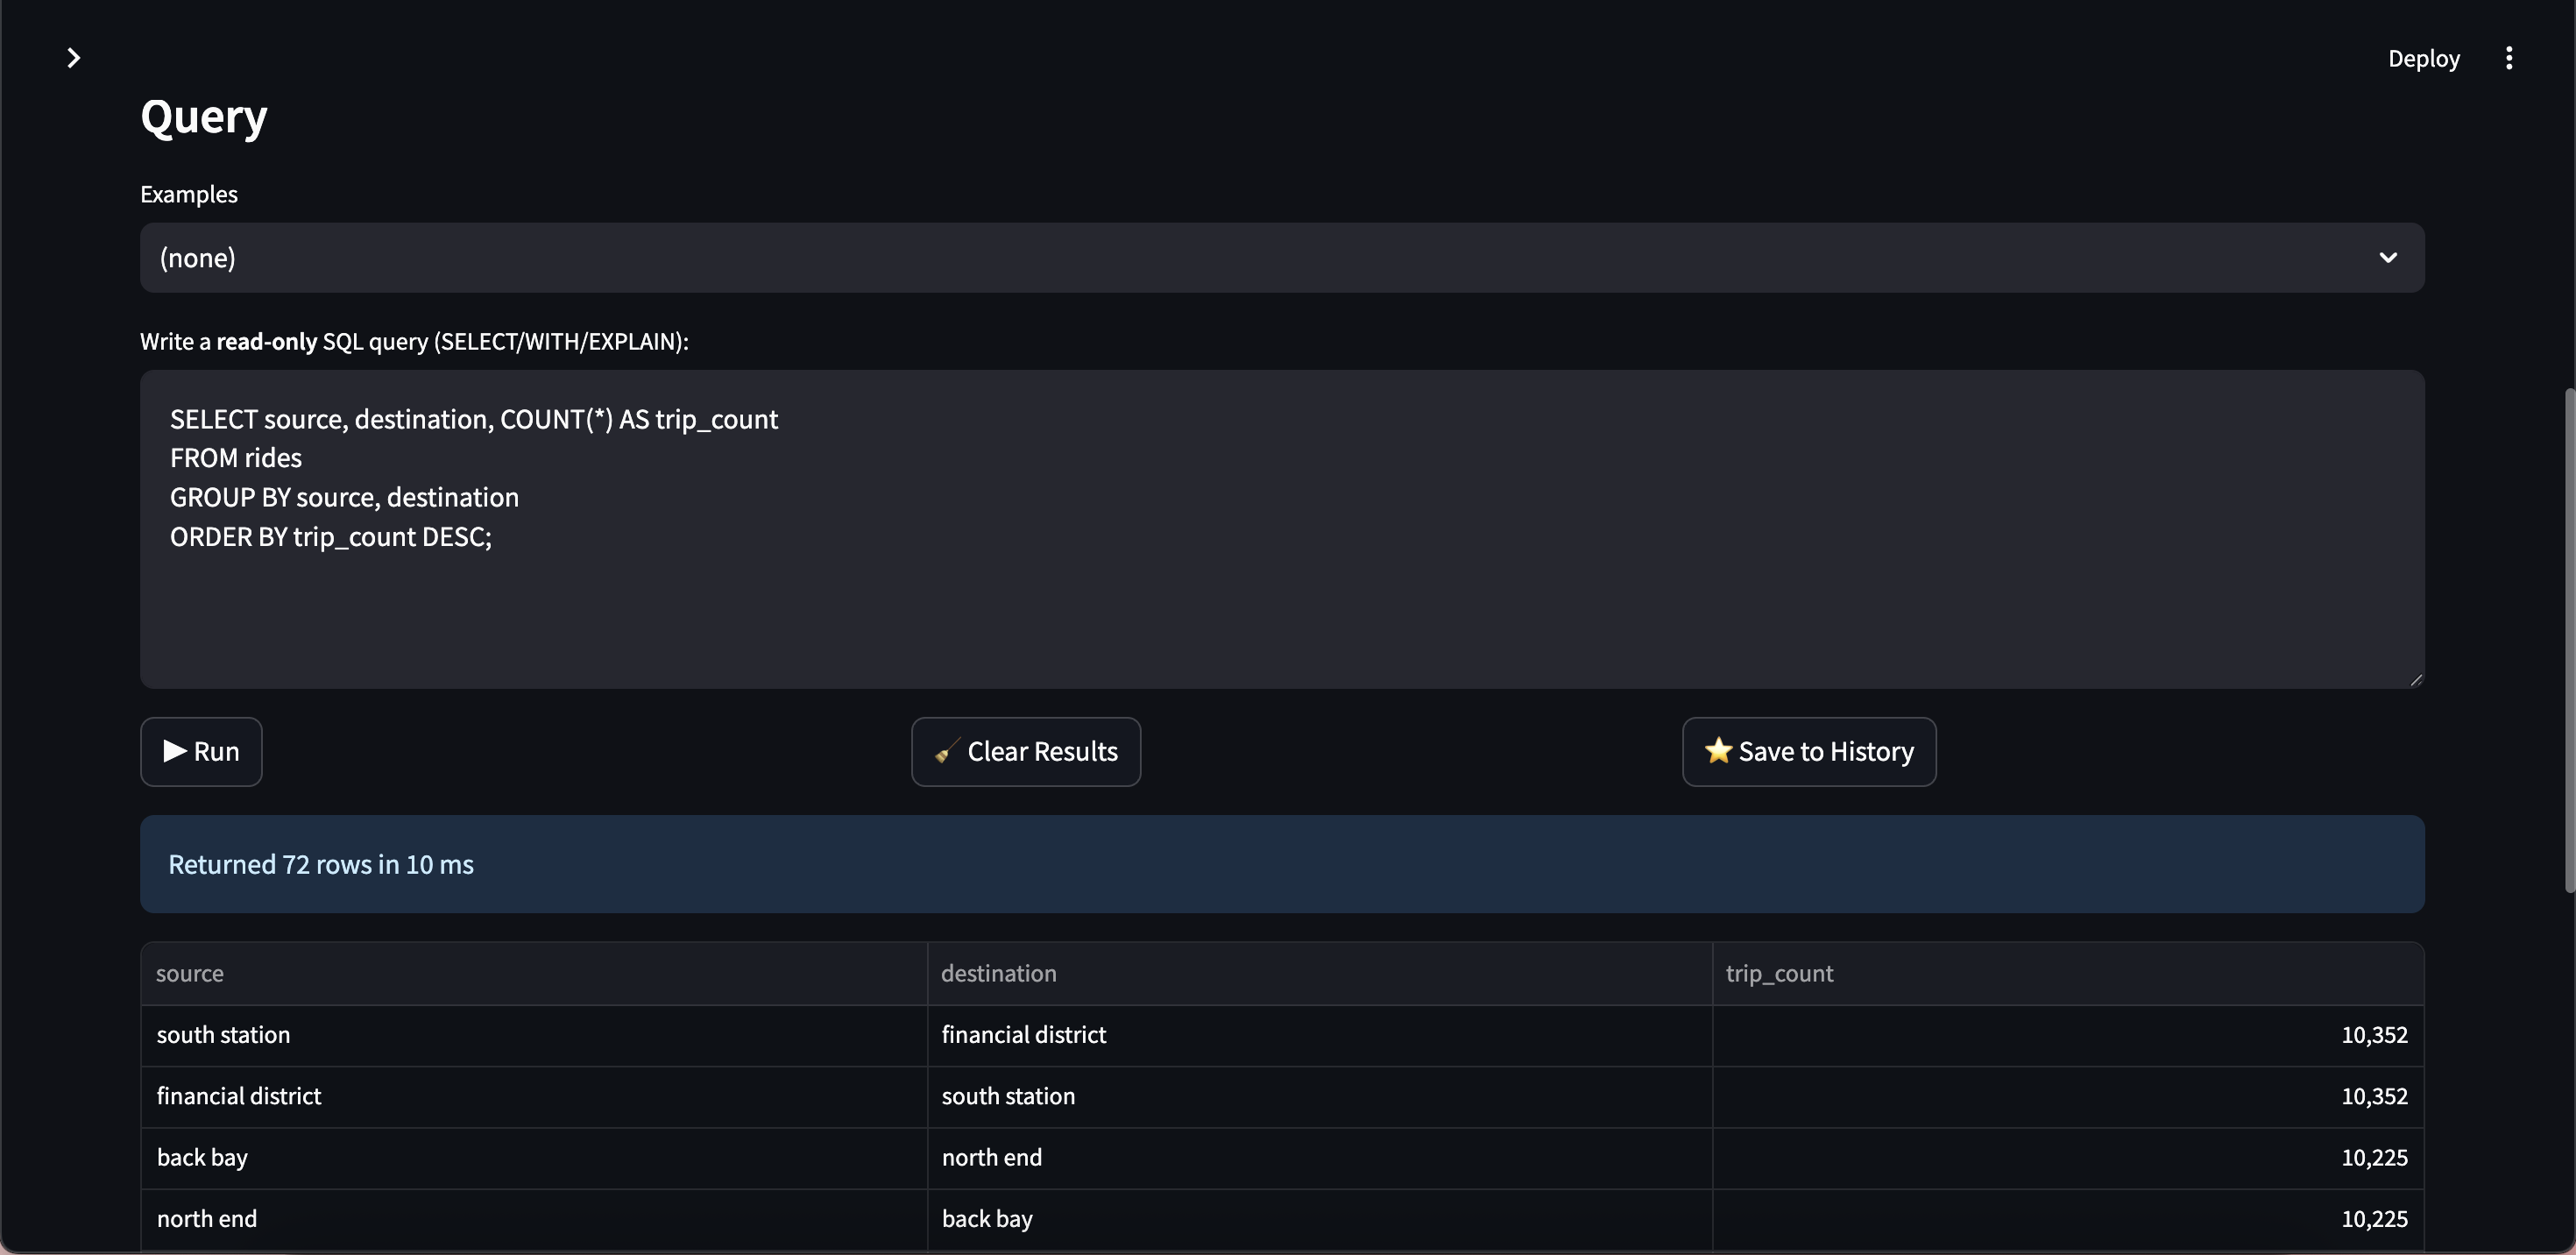 Deploy
Query
Examples
(none)
Write a read-only SQL query (SELECT/WITH/EXPLAIN):
SELECT source, destination, COUNT(*) AS trip_count
FROM rides
GROUP BY source, destination
ORDER BY trip_count DESC;
▶ Run
🧹 Clear Results
⭐ Save to History
Returned 72 rows in 10 ms
source destination trip_count
south station financial district 10,352
financial district south station 10,352
back bay north end 10,225
north end back bay 10,225